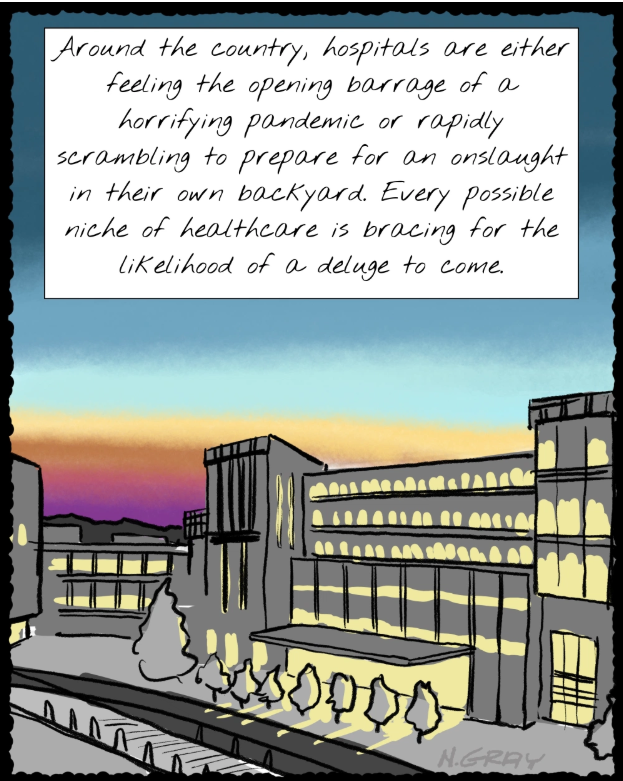 Around the country, hospitals are either
feeling the opening barrage of a
horrifying pandemic or rapidly
scrambling to prepare for an onslaught
in their own backyard. Every possible
niche of healthcare is bracing for the
likelihood of a deluge to come.
N.GRAY